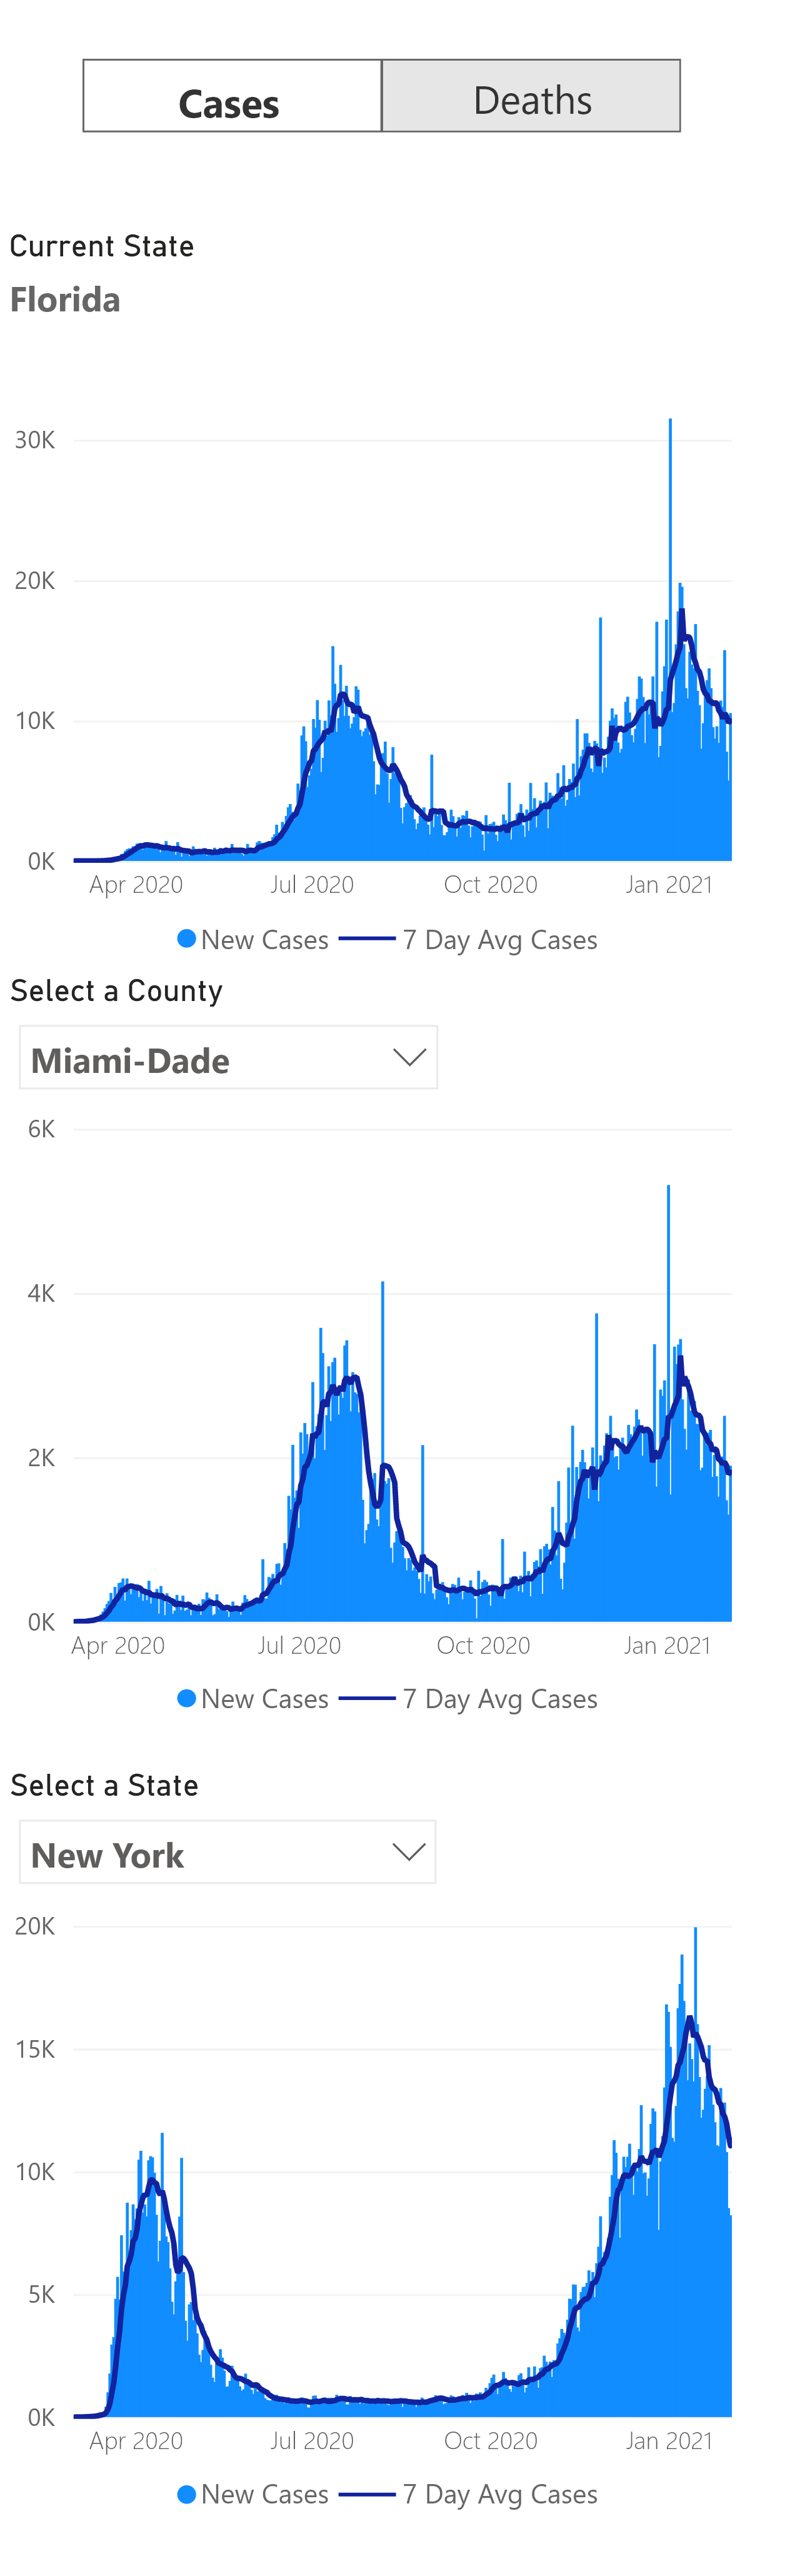 Cases Deaths
Current State
Florida
30K
20K
10K
0K
Apr 2020 Jul 2020 Oct 2020 Jan 2021
New Cases 7 Day Avg Cases
Select a County
Miami-Dade
6K
4K
2K
0K
Apr 2020 Jul 2020 Oct 2020 Jan 2021
New Cases 7 Day Avg Cases
Select a State
New York
20K
15K
10K
5K
0K
Apr 2020 Jul 2020 Oct 2020 Jan 2021
New Cases 7 Day Avg Cases